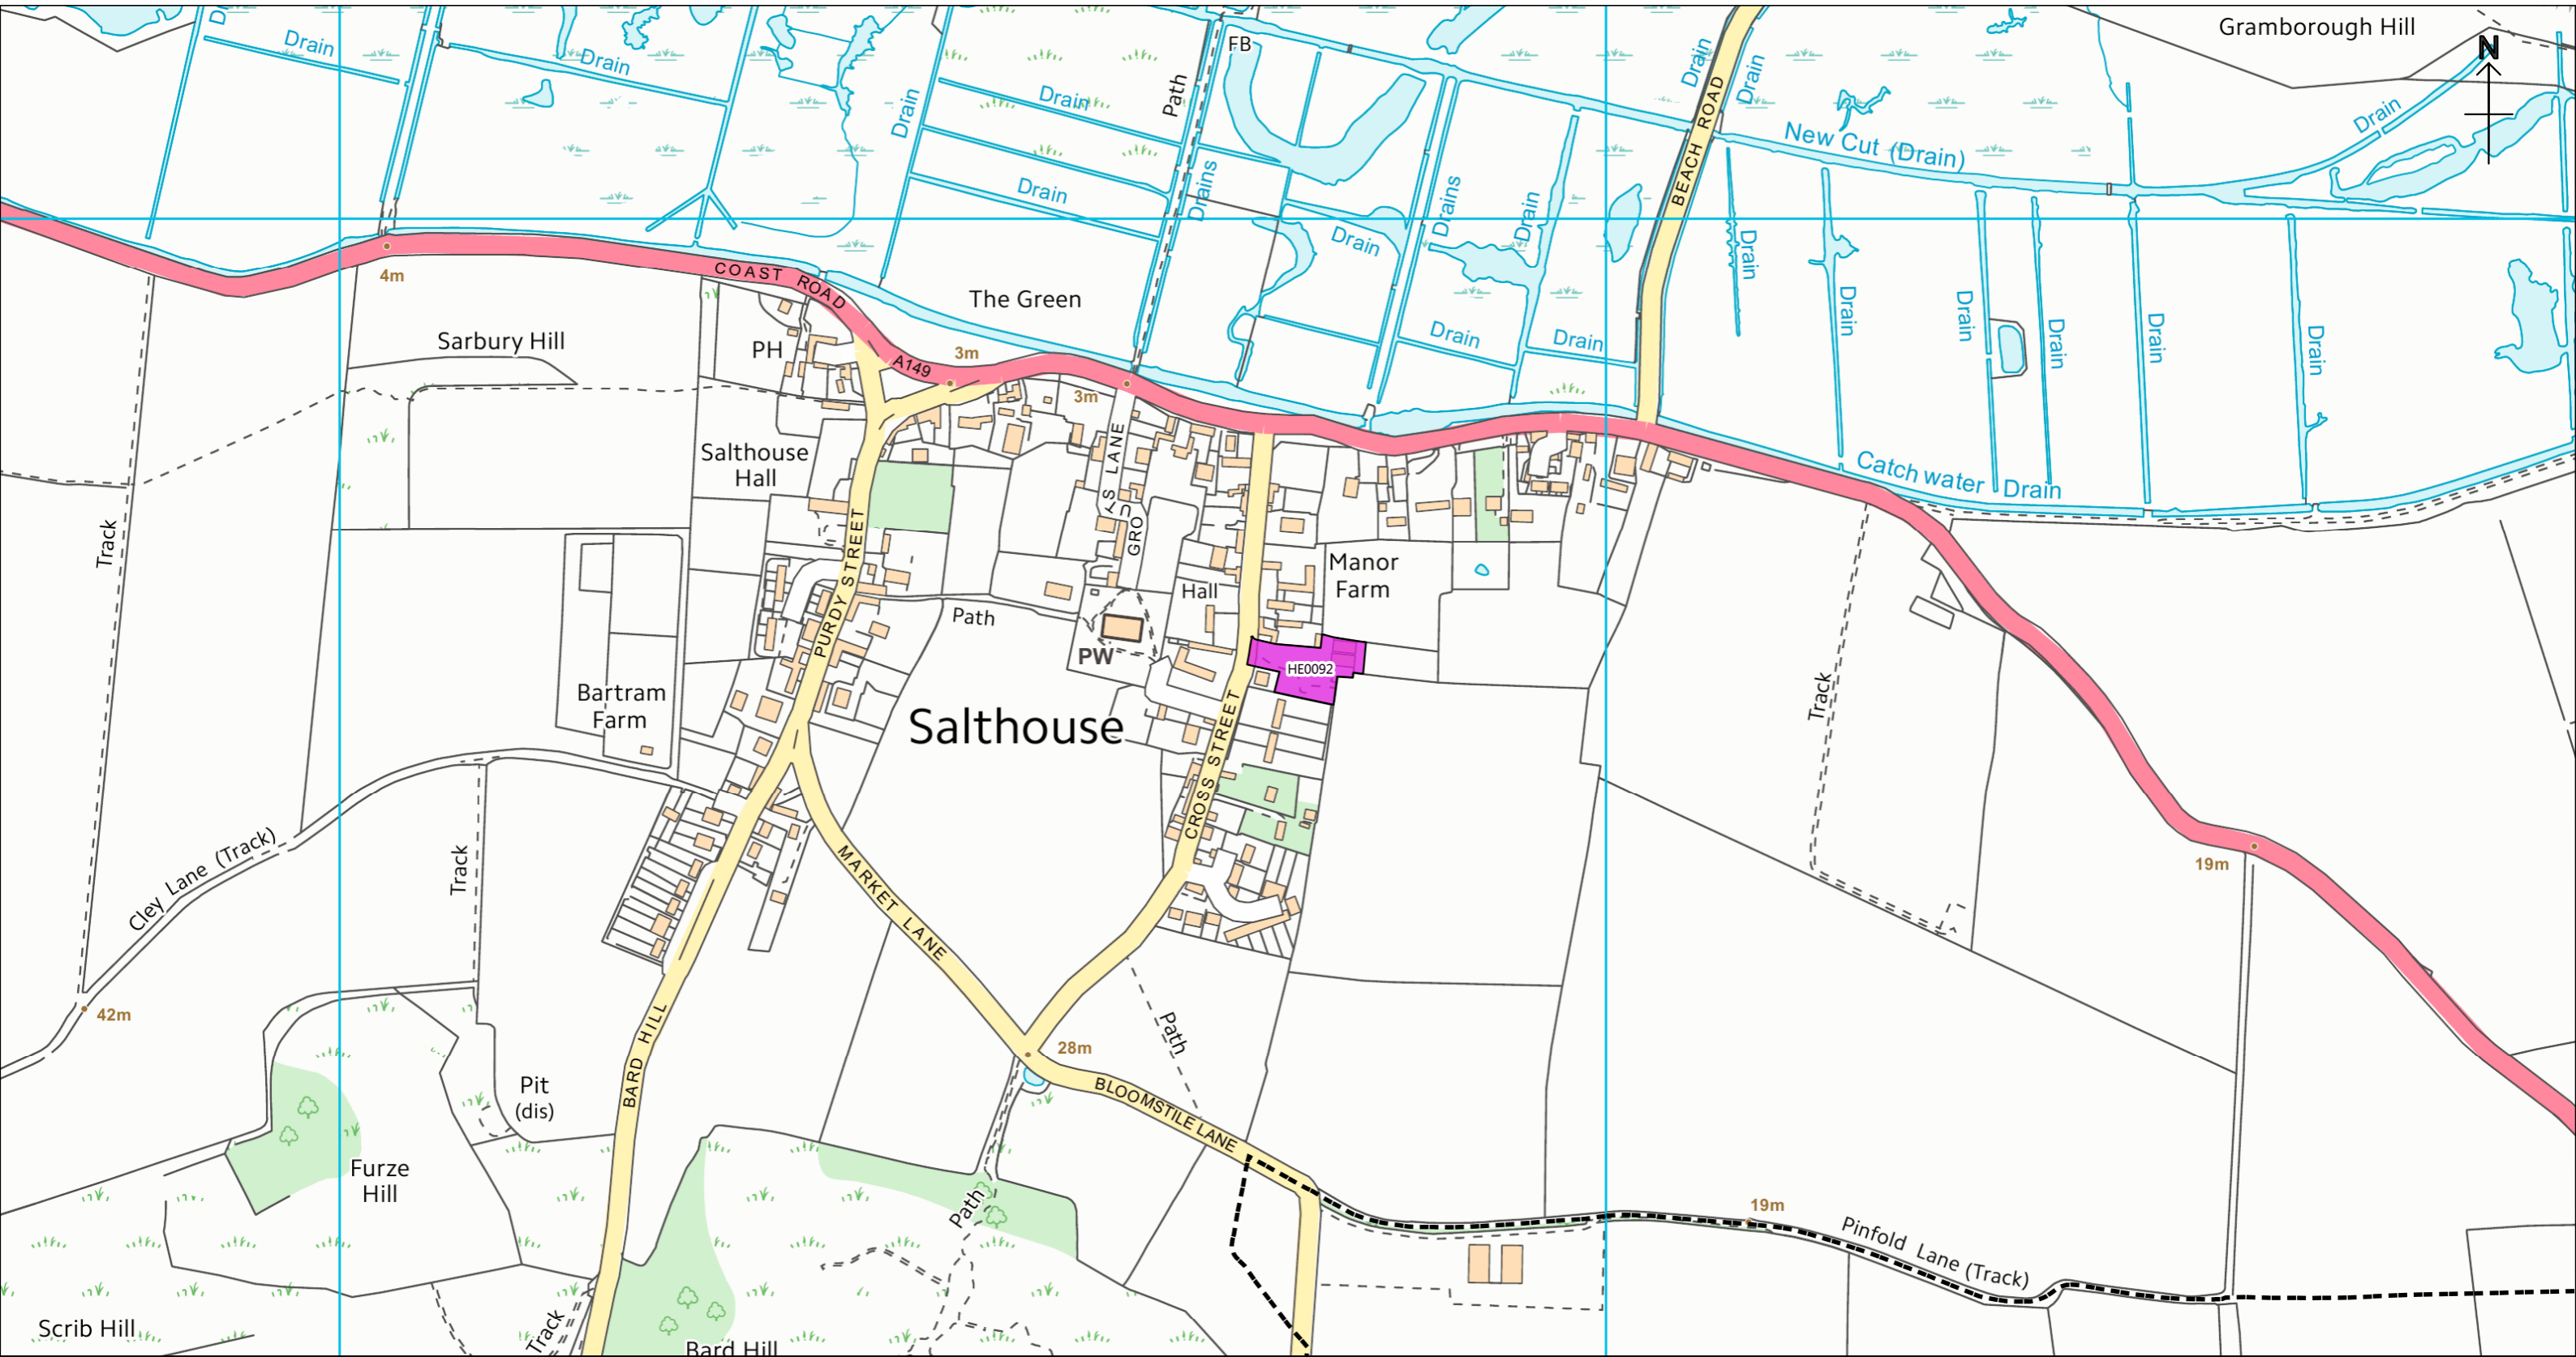 D
Drain
Drain
Drain
Drain
Path
FB
Drains
Drain
Drain
Drain
BEACH ROAD
Gramborough Hill
N
Drain
New Cut (Drain)
Drain
Drains
Drain
Drain
4m
COAST ROAD
The Green
Drain
Drain
Drain
Drain
Drain
Drain
Drain
Drain
Sarbury Hill
PH
A149
3m
3m
Salthouse
Hall
Catch water Drain
Track
PURDY STREET
GROUTS LANE
Manor
Farm
Hall
Path
PW
HE0092
Bartram
Farm
Salthouse
CROSS STREET
Track
Cley Lane (Track)
Track
MARKET LANE
19m
42m
BARD HILL
Path
28m
Pit
(dis)
BLOOMSTILE LANE
Furze
Hill
Path
19m
Pinfold Lane (Track)
Scrib Hill
Track
Bard Hill